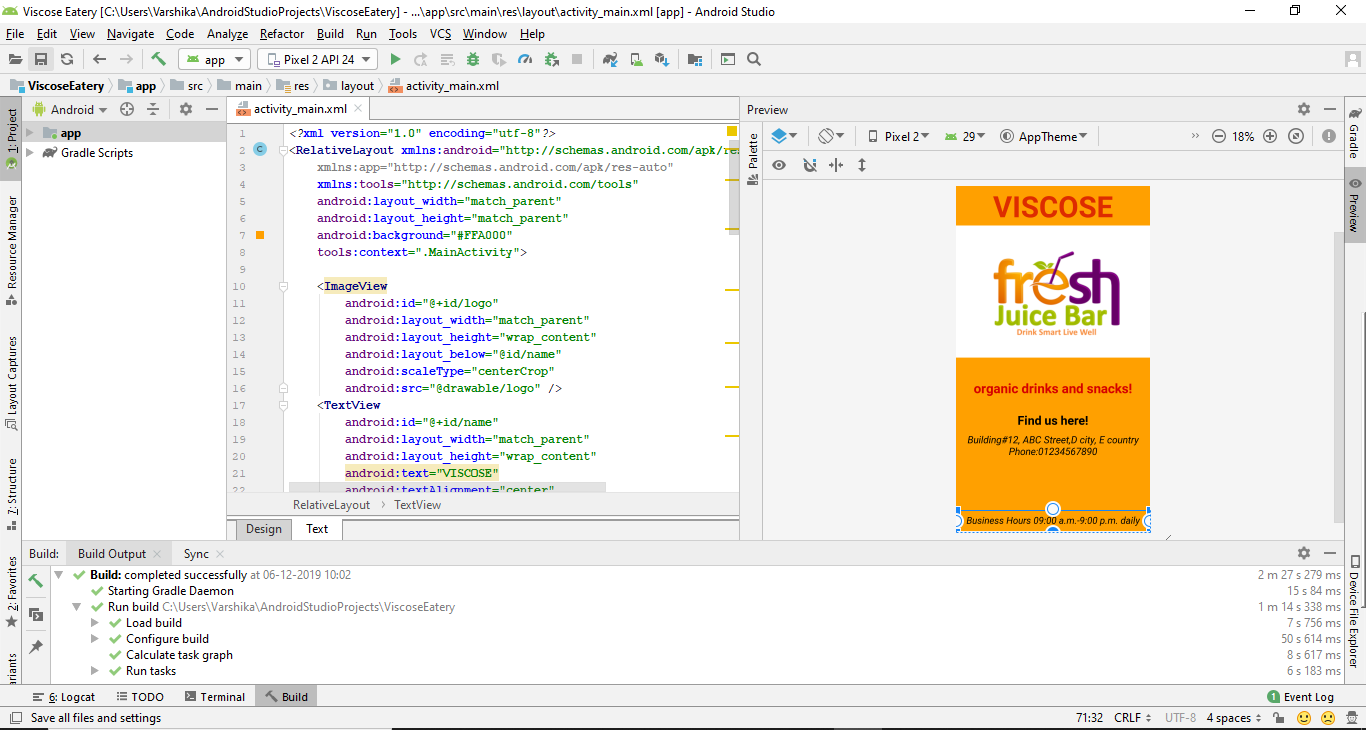 Viscose Eatery [C:\Users\Varshika\AndroidStudioProjects\ViscoseEatery] - ...\app\src\main\res\layout\activity_main.xml [app] - Android Studio
File Edit View Navigate Code Analyze Refactor Build Run Tools VCS Window Help
app Pixel 2 API 24
ViscoseEatery app src main res layout activity_main.xml
1: Project
Resource Manager
Layout Captures
7: Structure
2: Favorites
Android
app
Gradle Scripts
activity_main.xml
1 <?xml version="1.0" encoding="utf-8"?>
2 <RelativeLayout xmlns:android="http://schemas.android.com/apk/res
3 xmlns:app="http://schemas.android.com/apk/res-auto"
4 xmlns:tools="http://schemas.android.com/tools"
5 android:layout_width="match_parent"
6 android:layout_height="match_parent"
7 android:background="#FFA000"
8 tools:context=".MainActivity">
9
10 <ImageView
11 android:id="@+id/logo"
12 android:layout_width="match_parent"
13 android:layout_height="wrap_content"
14 android:layout_below="@id/name"
15 android:scaleType="centerCrop"
16 android:src="@drawable/logo" />
17 <TextView
18 android:id="@+id/name"
19 android:layout_width="match_parent"
20 android:layout_height="wrap_content"
21 android:text="VISCOSE"
22 android:textAlignment="center"
RelativeLayout > TextView
Design Text
Preview
Palette
Pixel 2 29 AppTheme 18%
VISCOSE
fresh
Juice Bar
Drink Smart Live Well
organic drinks and snacks!
Find us here!
Building#12, ABC Street,D city, E country
Phone:01234567890
Business Hours 09:00 a.m.-9:00 p.m. daily
Gradle
Preview
Device File Explorer
Build: Build Output Sync
Build: completed successfully at 06-12-2019 10:02 2 m 27 s 279 ms
Starting Gradle Daemon 15 s 84 ms
Run build C:\Users\Varshika\AndroidStudioProjects\ViscoseEatery 1 m 14 s 338 ms
Load build 7 s 756 ms
Configure build 50 s 614 ms
Calculate task graph 8 s 617 ms
Run tasks 6 s 183 ms
6: Logcat TODO Terminal Build 1 Event Log
Save all files and settings 71:32 CRLF UTF-8 4 spaces